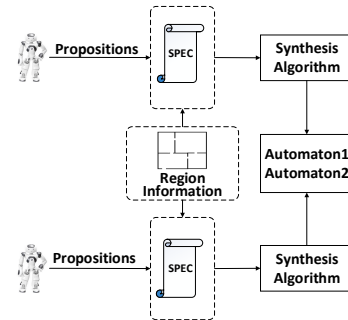 Propositions
SPEC
Synthesis
Algorithm
Automaton1
Automaton2
Region
Information
Propositions
SPEC
Synthesis
Algorithm